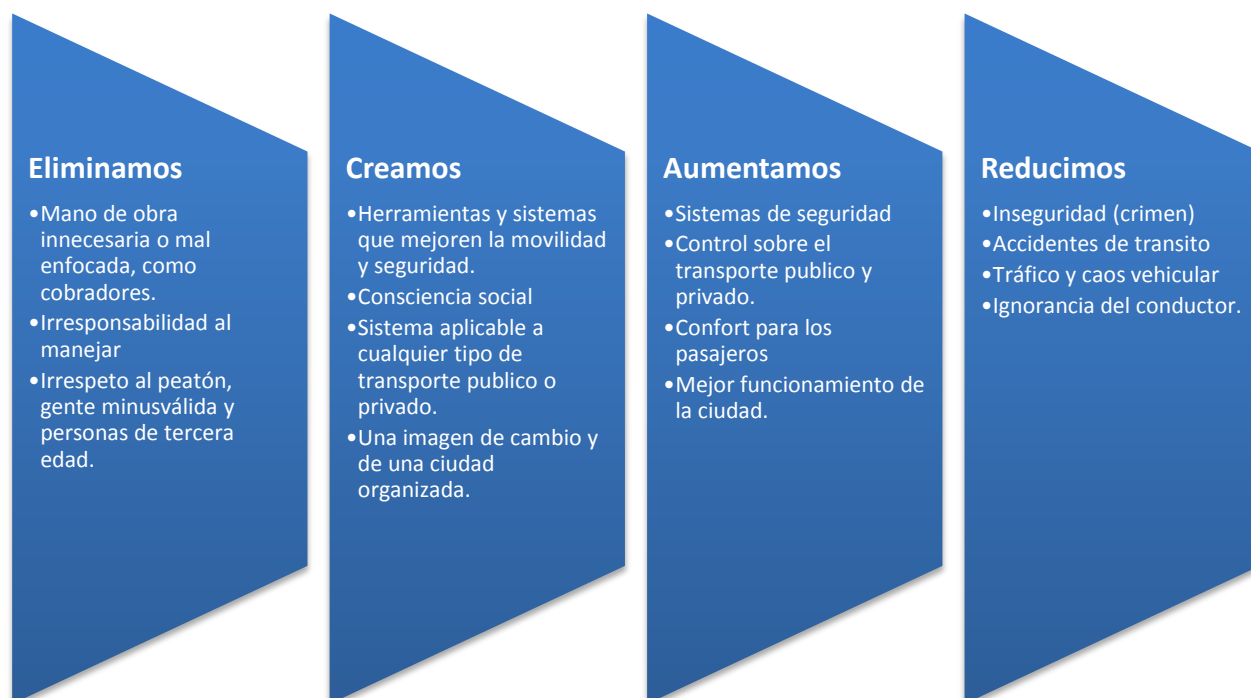 Eliminamos
•Mano de obra
innecesaria o mal
enfocada, como
cobradores.
•Irresponsabilidad al
manejar
•Irrespeto al peatón,
gente minusválida y
personas de tercera
edad.
Creamos
•Herramientas y sistemas
que mejoren la movilidad
y seguridad.
•Consciencia social
•Sistema aplicable a
cualquier tipo de
transporte publico o
privado.
•Una imagen de cambio y
de una ciudad
organizada.
Aumentamos
•Sistemas de seguridad
•Control sobre el
transporte publico y
privado.
•Confort para los
pasajeros
•Mejor funcionamiento de
la ciudad.
Reducimos
•Inseguridad (crimen)
•Accidentes de transito
•Tráfico y caos vehicular
•Ignorancia del conductor.